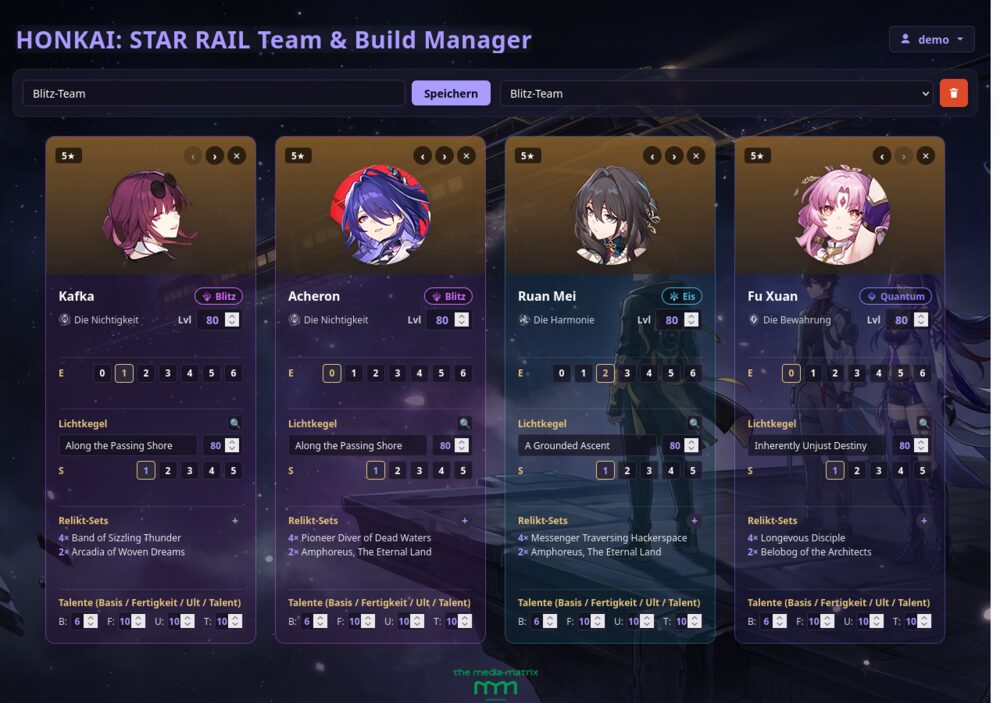 HONKAI: STAR RAIL Team & Build Manager
demo
Blitz-Team
Speichern
Blitz-Team
5★ ‹ › ×
Kafka
Blitz
Die Nichtigkeit
Lvl 80
E 0 1 2 3 4 5 6
Lichtkegel
Along the Passing Shore 80
S 1 2 3 4 5
Relikt-Sets +
4× Band of Sizzling Thunder
2× Arcadia of Woven Dreams
Talente (Basis / Fertigkeit / Ult / Talent)
B: 6 F: 10 U: 10 T: 10
5★ ‹ › ×
Acheron
Blitz
Die Nichtigkeit
Lvl 80
E 0 1 2 3 4 5 6
Lichtkegel
Along the Passing Shore 80
S 1 2 3 4 5
Relikt-Sets +
4× Pioneer Diver of Dead Waters
2× Amphoreus, The Eternal Land
Talente (Basis / Fertigkeit / Ult / Talent)
B: 6 F: 10 U: 10 T: 10
5★ ‹ › ×
Ruan Mei
Eis
Die Harmonie
Lvl 80
E 0 1 2 3 4 5 6
Lichtkegel
A Grounded Ascent 80
S 1 2 3 4 5
Relikt-Sets +
4× Messenger Traversing Hackerspace
2× Amphoreus, The Eternal Land
Talente (Basis / Fertigkeit / Ult / Talent)
B: 6 F: 10 U: 10 T: 10
5★ ‹ › ×
Fu Xuan
Quantum
Die Bewahrung
Lvl 80
E 0 1 2 3 4 5 6
Lichtkegel
Inherently Unjust Destiny 80
S 1 2 3 4 5
Relikt-Sets +
4× Longevous Disciple
2× Belobog of the Architects
Talente (Basis / Fertigkeit / Ult / Talent)
B: 6 F: 10 U: 10 T: 10
the media-matrix